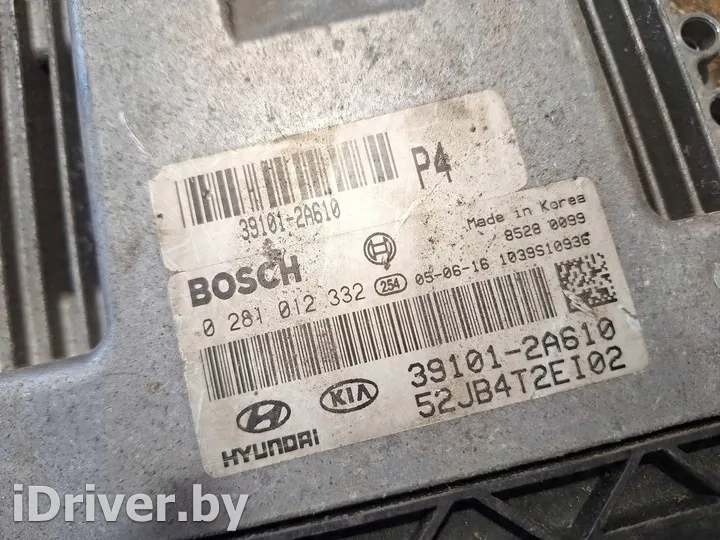 P4
39101-2A610
Made in Korea
8528 0099
BOSCH
0 281 012 332 254 05-06-16 1039S10936
39101-2A610
52JB4T2EI02
HYUNDAI KIA
iDriver.by